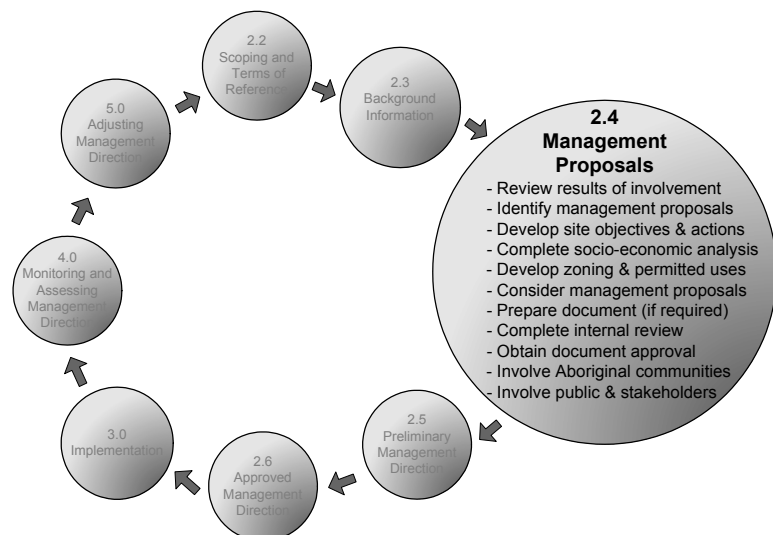 2.2
Scoping and
Terms of
Reference
2.3
Background
Information
2.4
Management
Proposals
- Review results of involvement
- Identify management proposals
- Develop site objectives & actions
- Complete socio-economic analysis
- Develop zoning & permitted uses
- Consider management proposals
- Prepare document (if required)
- Complete internal review
- Obtain document approval
- Involve Aboriginal communities
- Involve public & stakeholders
2.5
Preliminary
Management
Direction
2.6
Approved
Management
Direction
3.0
Implementation
4.0
Monitoring and
Assessing
Management
Direction
5.0
Adjusting
Management
Direction